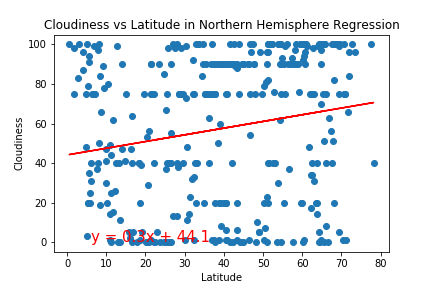 Cloudiness vs Latitude in Northern Hemisphere Regression
100
80
60
40
20
0
Cloudiness
y = 0.3x + 44.1
0 10 20 30 40 50 60 70 80
Latitude